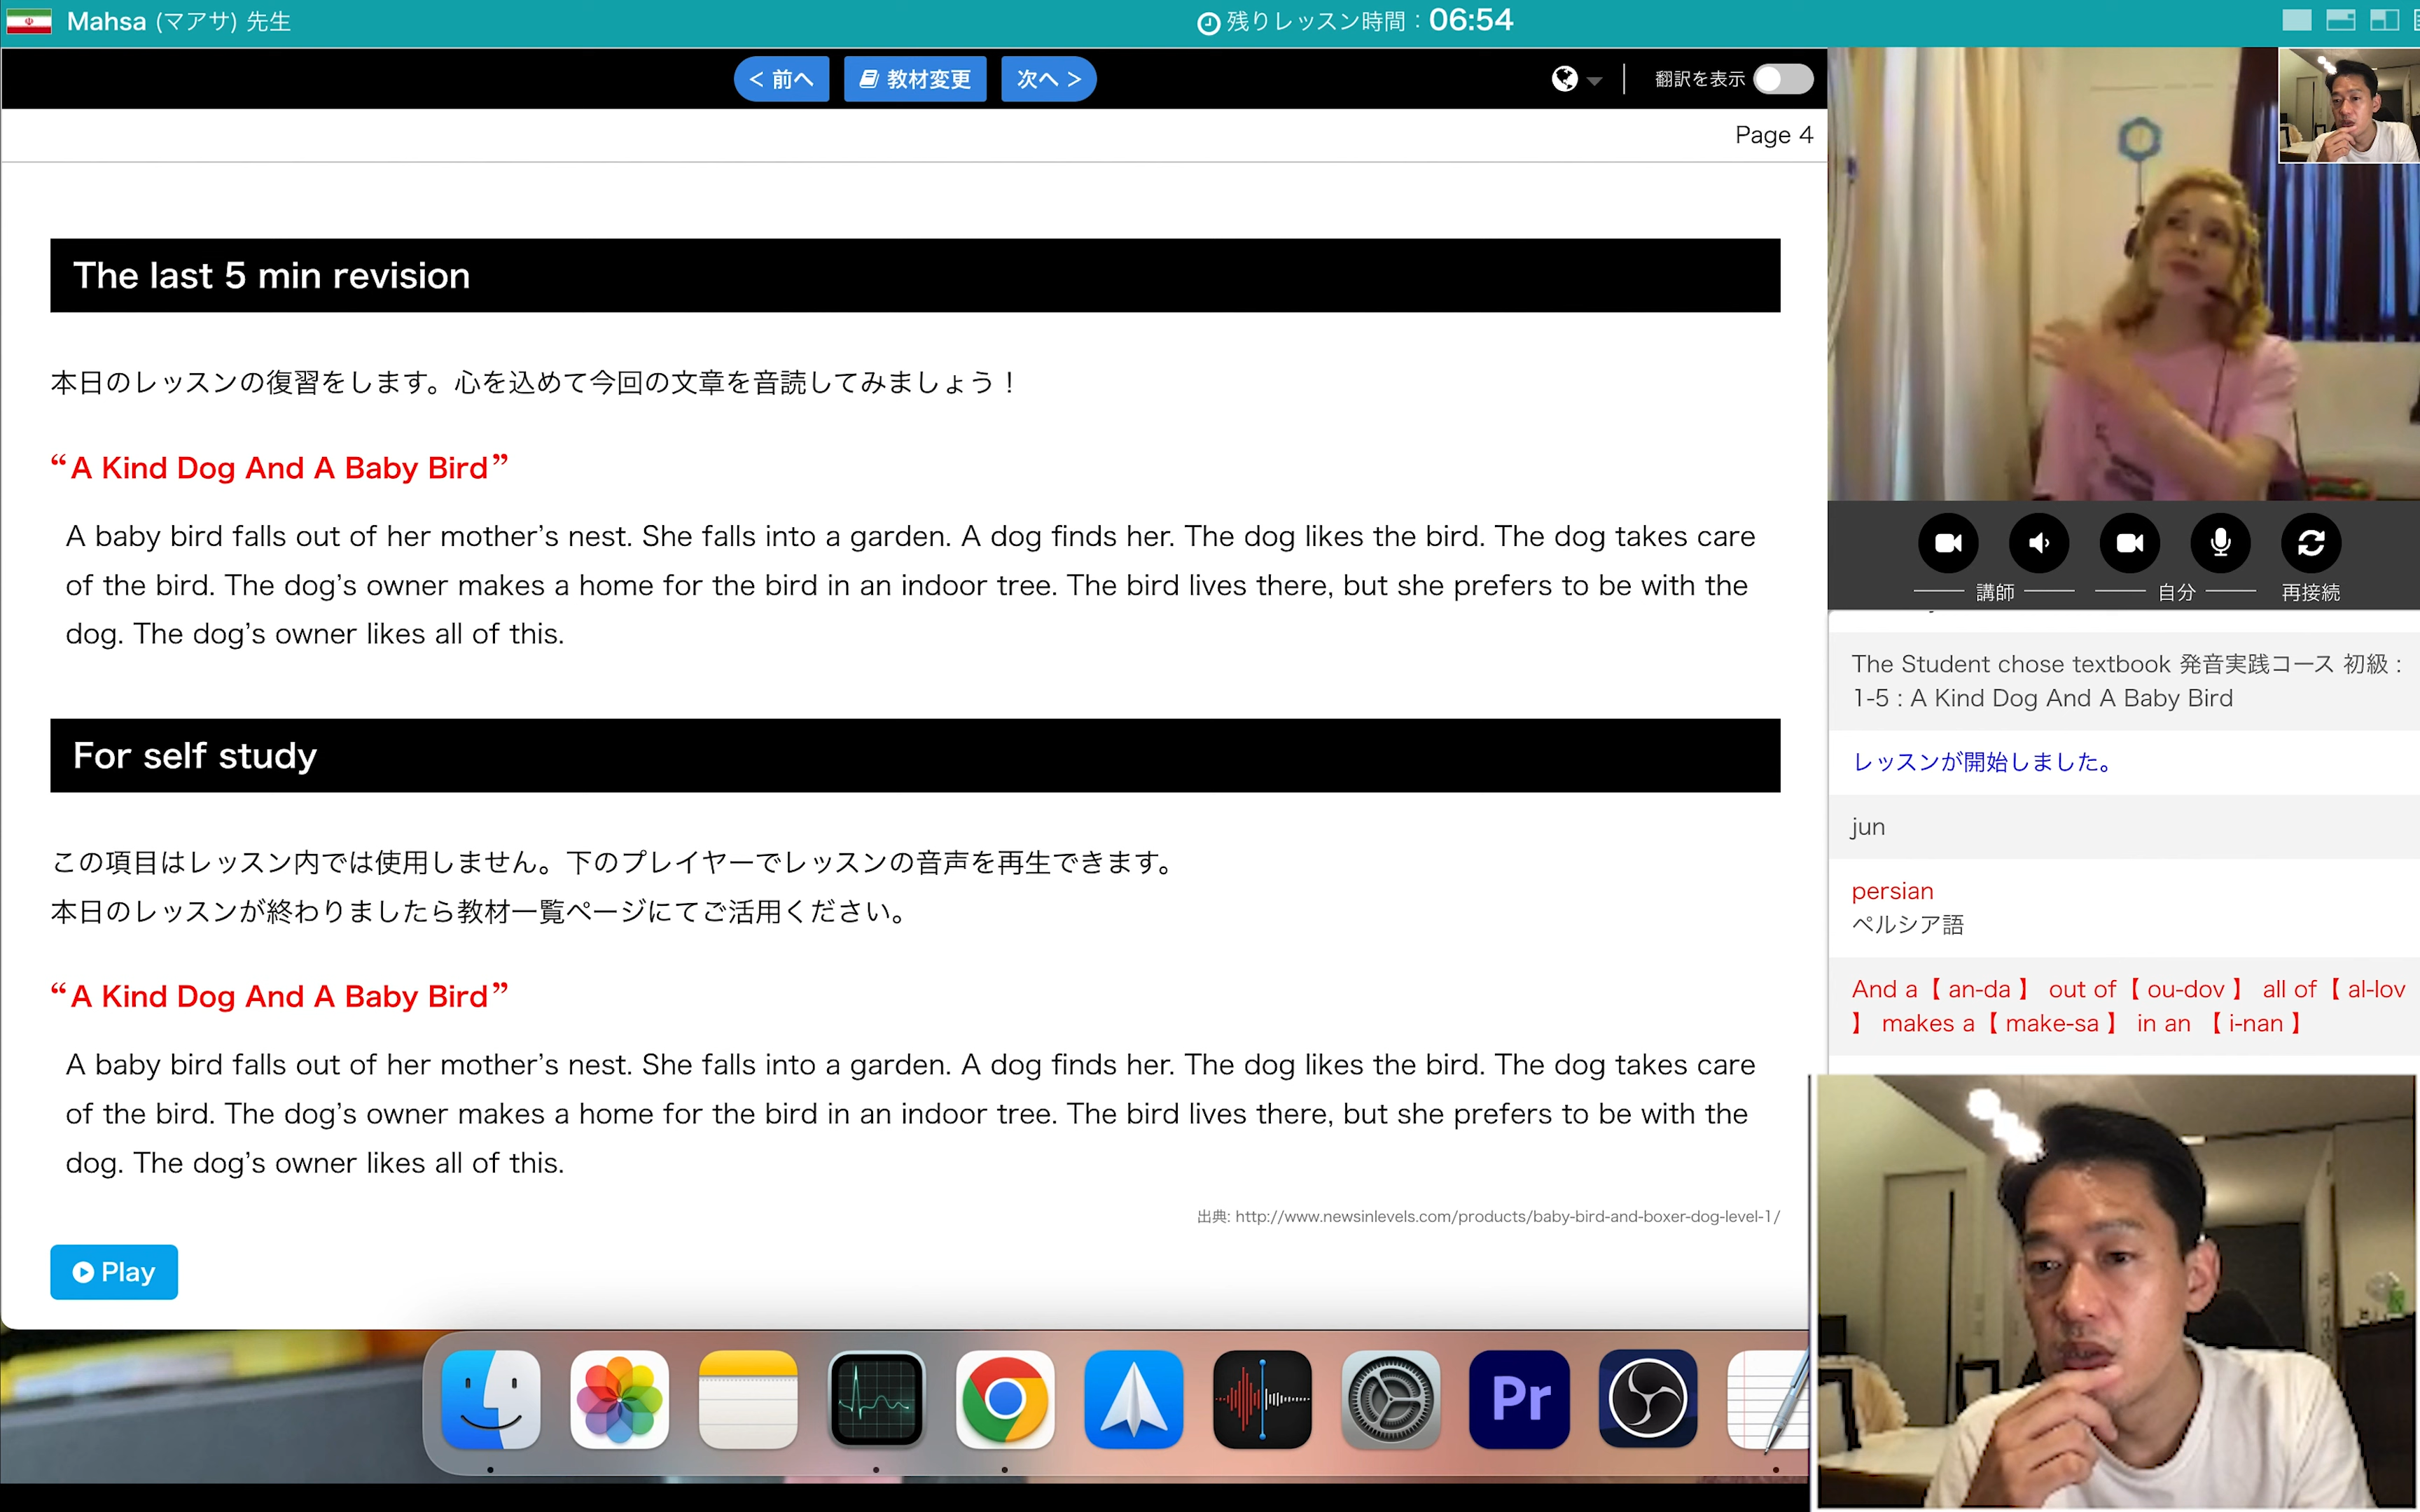 Mahsa (マアサ) 先生
残りレッスン時間：06:54
< 前へ
教材変更
次へ >
翻訳を表示
Page 4
The last 5 min revision
本日のレッスンの復習をします。心を込めて今回の文章を音読してみましょう！
“A Kind Dog And A Baby Bird”
A baby bird falls out of her mother’s nest. She falls into a garden. A dog finds her. The dog likes the bird. The dog takes care
of the bird. The dog’s owner makes a home for the bird in an indoor tree. The bird lives there, but she prefers to be with the
dog. The dog’s owner likes all of this.
For self study
この項目はレッスン内では使用しません。下のプレイヤーでレッスンの音声を再生できます。
本日のレッスンが終わりましたら教材一覧ページにてご活用ください。
“A Kind Dog And A Baby Bird”
A baby bird falls out of her mother’s nest. She falls into a garden. A dog finds her. The dog likes the bird. The dog takes care
of the bird. The dog’s owner makes a home for the bird in an indoor tree. The bird lives there, but she prefers to be with the
dog. The dog’s owner likes all of this.
出典: http://www.newsinlevels.com/products/baby-bird-and-boxer-dog-level-1/
Play
講師
自分
再接続
The Student chose textbook 発音実践コース 初級 :
1-5 : A Kind Dog And A Baby Bird
レッスンが開始しました。
jun
persian
ペルシア語
And a【 an-da 】 out of【 ou-dov 】 all of【 al-lov
】 makes a【 make-sa 】 in an 【 i-nan 】
Pr